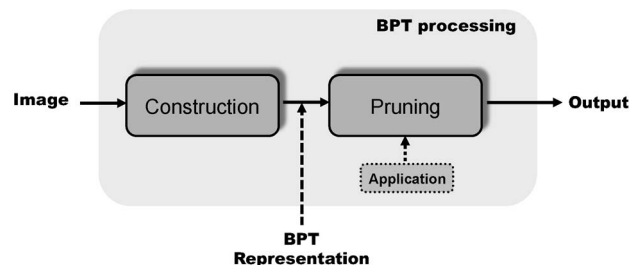 BPT processing
Image
Construction
Pruning
Output
Application
BPT
Representation